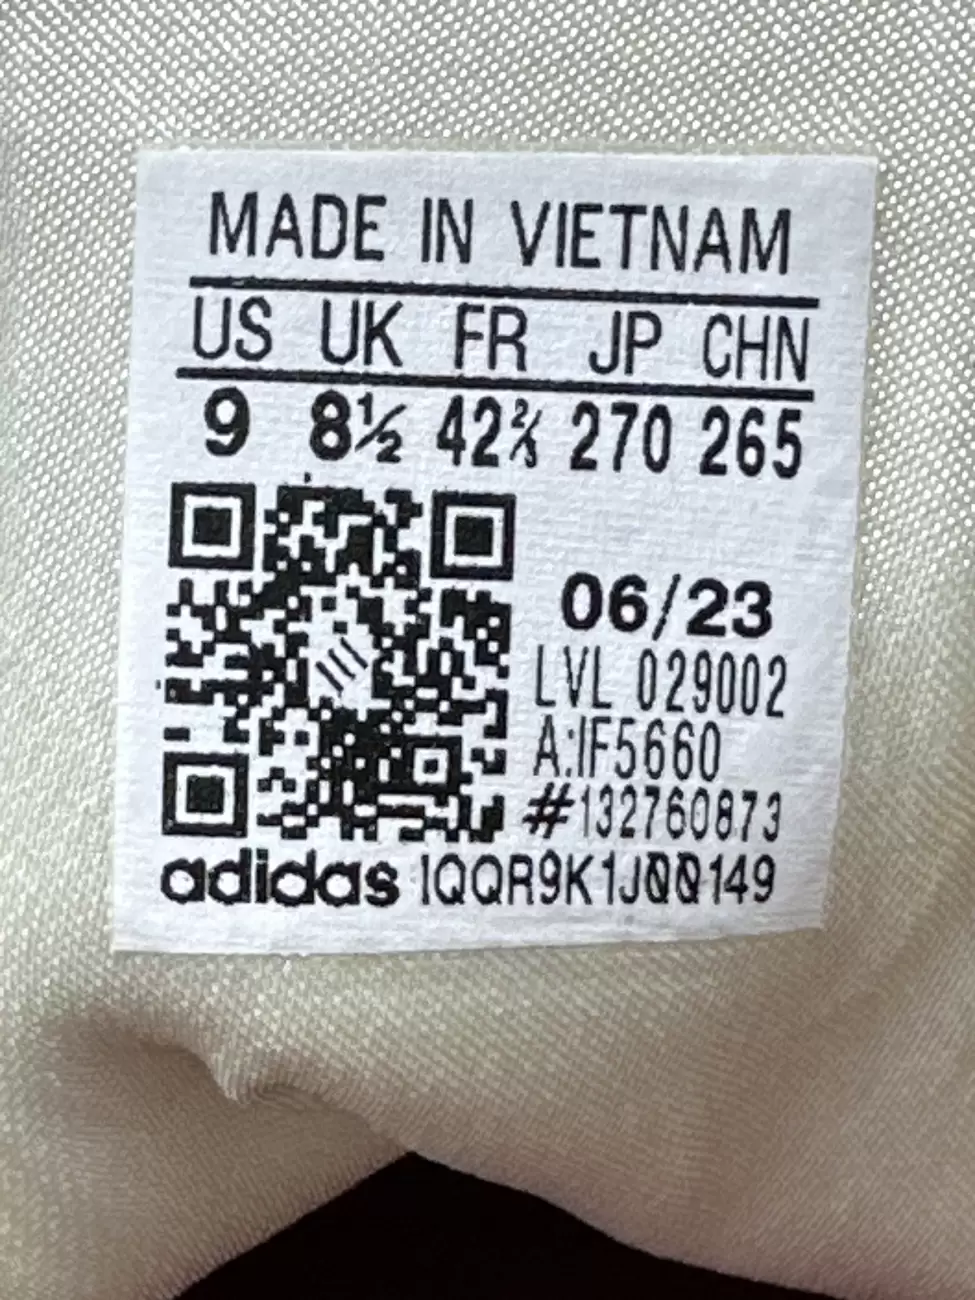 MADE IN VIETNAM
US UK FR JP CHN
9 8½ 42⅔ 270 265
06/23
LVL 029002
A:IF5660
#132760873
adidas 1QQR9K1J00149